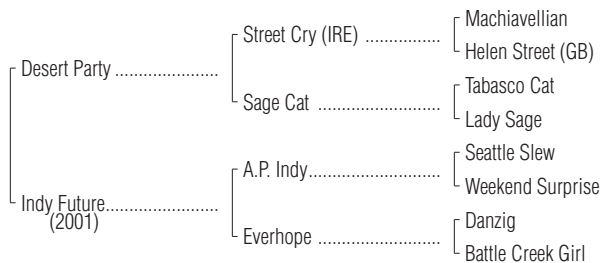 Machiavellian
Street Cry (IRE) ..................
Helen Street (GB)
Desert Party ........................
Tabasco Cat
Sage Cat .............................
Lady Sage
Seattle Slew
A.P. Indy...............................
Weekend Surprise
Indy Future..........................
(2001)
Danzig
Everhope .............................
Battle Creek Girl